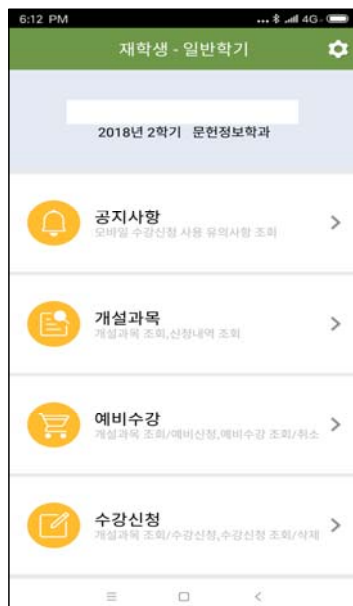 6:12 PM ... 4G
재학생 - 일반학기
2018년 2학기 문헌정보학과
공지사항
모바일 수강신청 사용 유의사항 조회
개설과목
개설과목 조회,신청내역 조회
예비수강
개설과목 조회/예비신청,예비수강 조회/취소
수강신청
개설과목 조회/수강신청,수강신청 조회/삭제